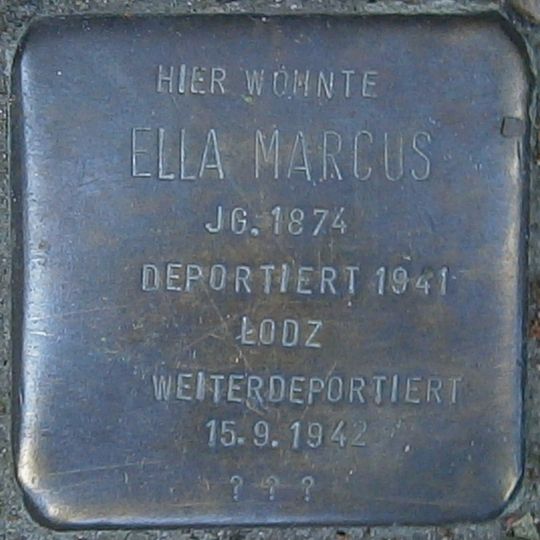 HIER WOHNTE
ELLA MARCUS
JG. 1874
DEPORTIERT 1941
ŁODZ
WEITERDEPORTIERT
15.9.1942
? ? ?